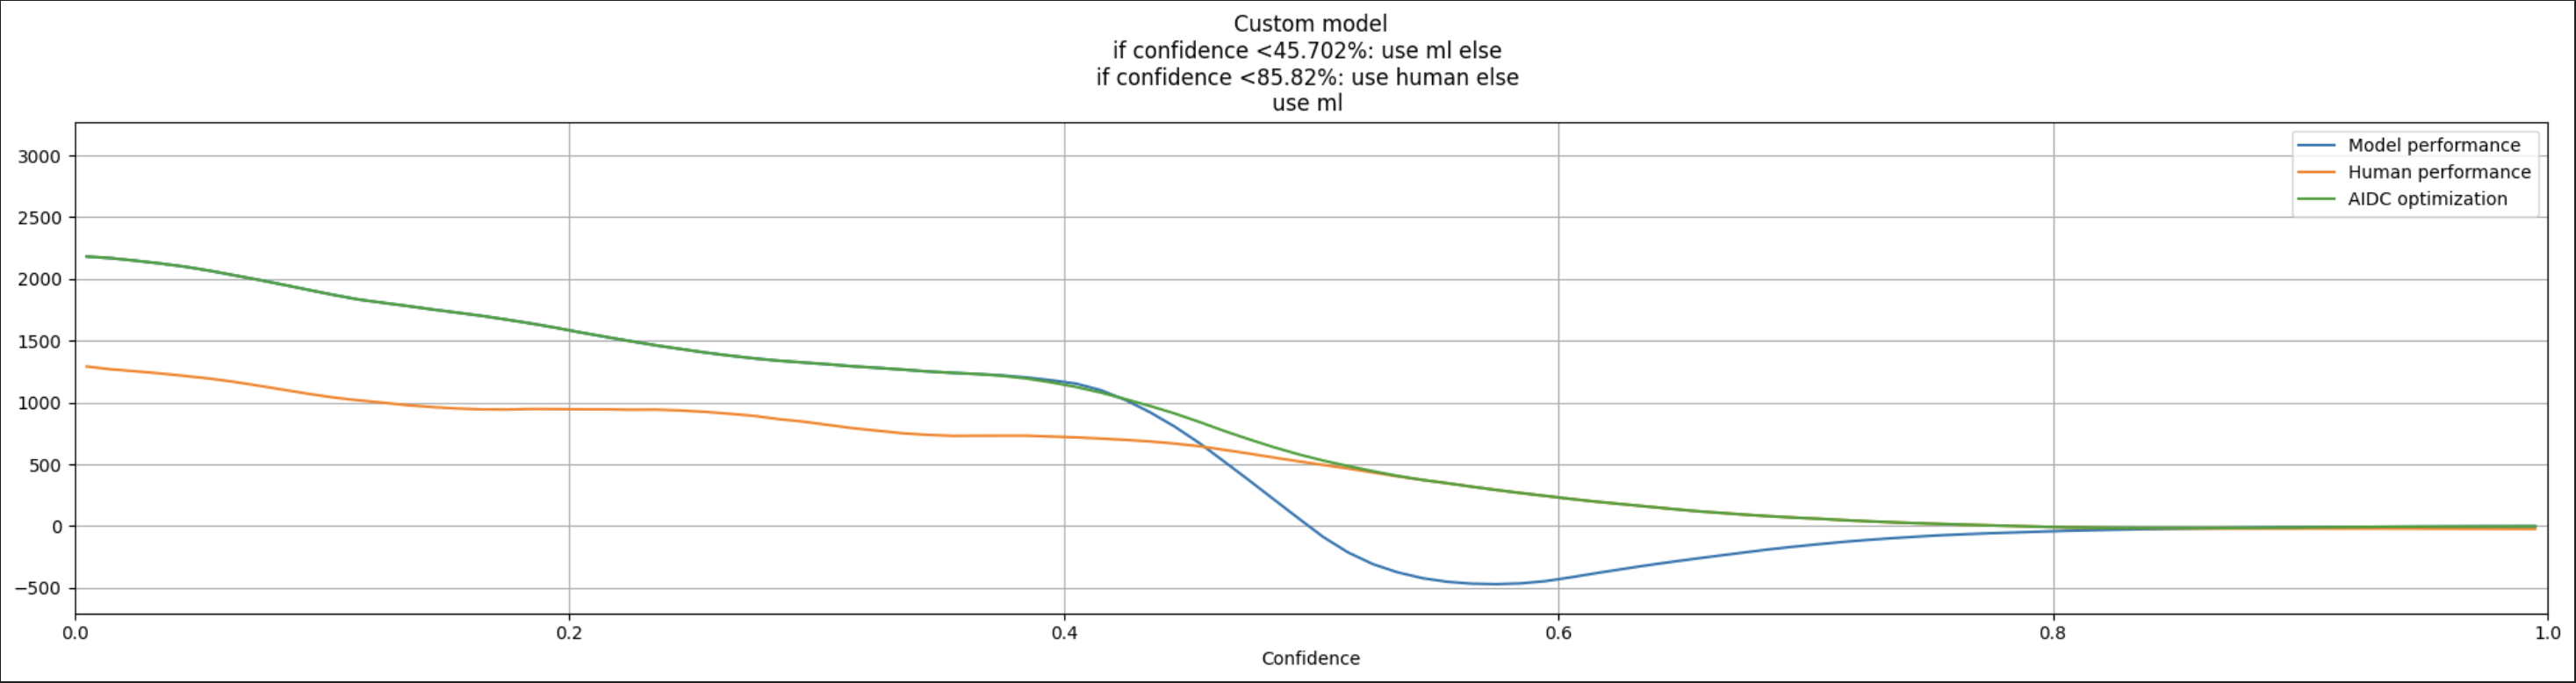 Custom model
if confidence <45.702%: use ml else
if confidence <85.82%: use human else
use ml
3000
2500
2000
1500
1000
500
0
−500
Model performance
Human performance
AIDC optimization
0.0 0.2 0.4 0.6 0.8 1.0
Confidence